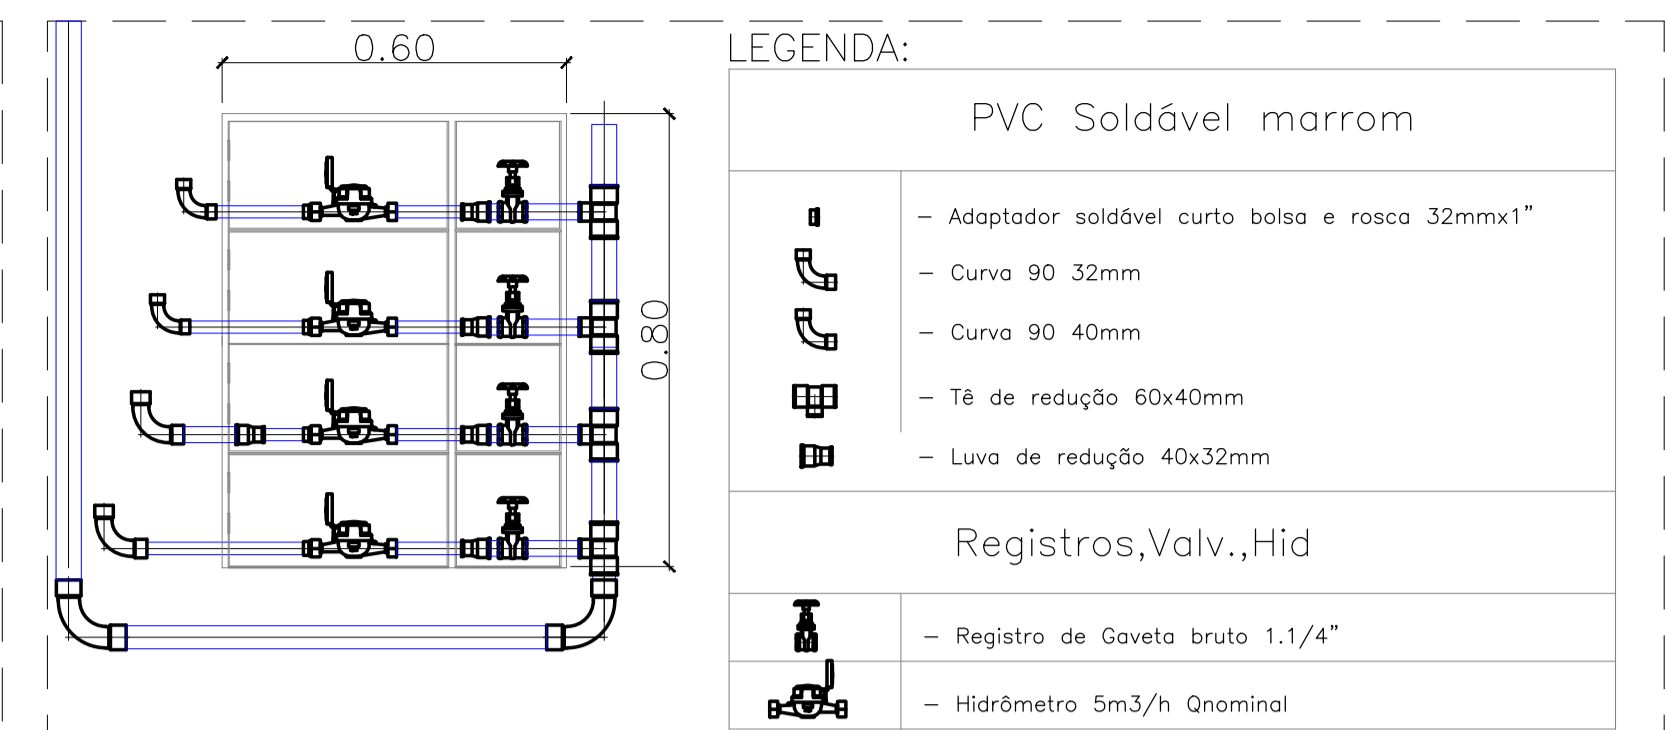 0.60
0.80
LEGENDA:
PVC Soldável marrom
- Adaptador soldável curto bolsa e rosca 32mmx1"
- Curva 90 32mm
- Curva 90 40mm
- Tê de redução 60x40mm
- Luva de redução 40x32mm
Registros,Valv.,Hid
- Registro de Gaveta bruto 1.1/4"
- Hidrômetro 5m3/h Qnominal